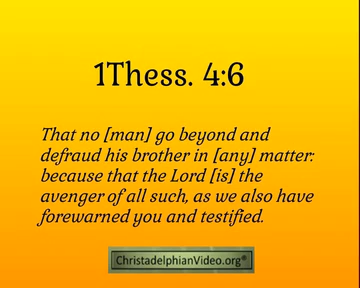 1Thess. 4:6
That no [man] go beyond and
defraud his brother in [any] matter:
because that the Lord [is] the
avenger of all such, as we also have
forewarned you and testified.
ChristadelphianVideo.org®